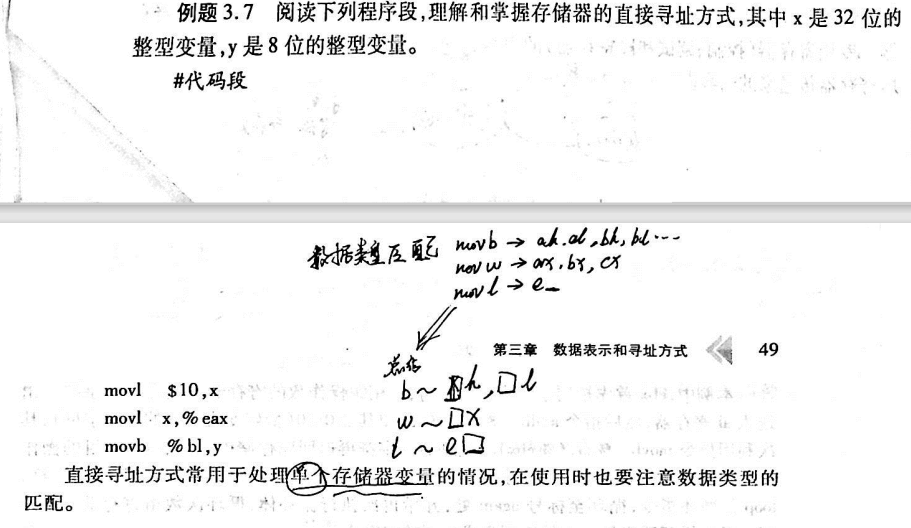 例题3.7 阅读下列程序段,理解和掌握存储器的直接寻址方式,其中 x 是 32 位的
整型变量,y 是 8 位的整型变量。
#代码段
数据类型匹配 movb → ah.al,bh,bl...
movw → ax,bx,cx
movl → e_
总结
第三章 数据表示和寻址方式 49
b~□h,□l
movl $10,x
movl x,%eax
w~□x
movb %bl,y
l~e□
直接寻址方式常用于处理单个存储器变量的情况,在使用时也要注意数据类型的
匹配。